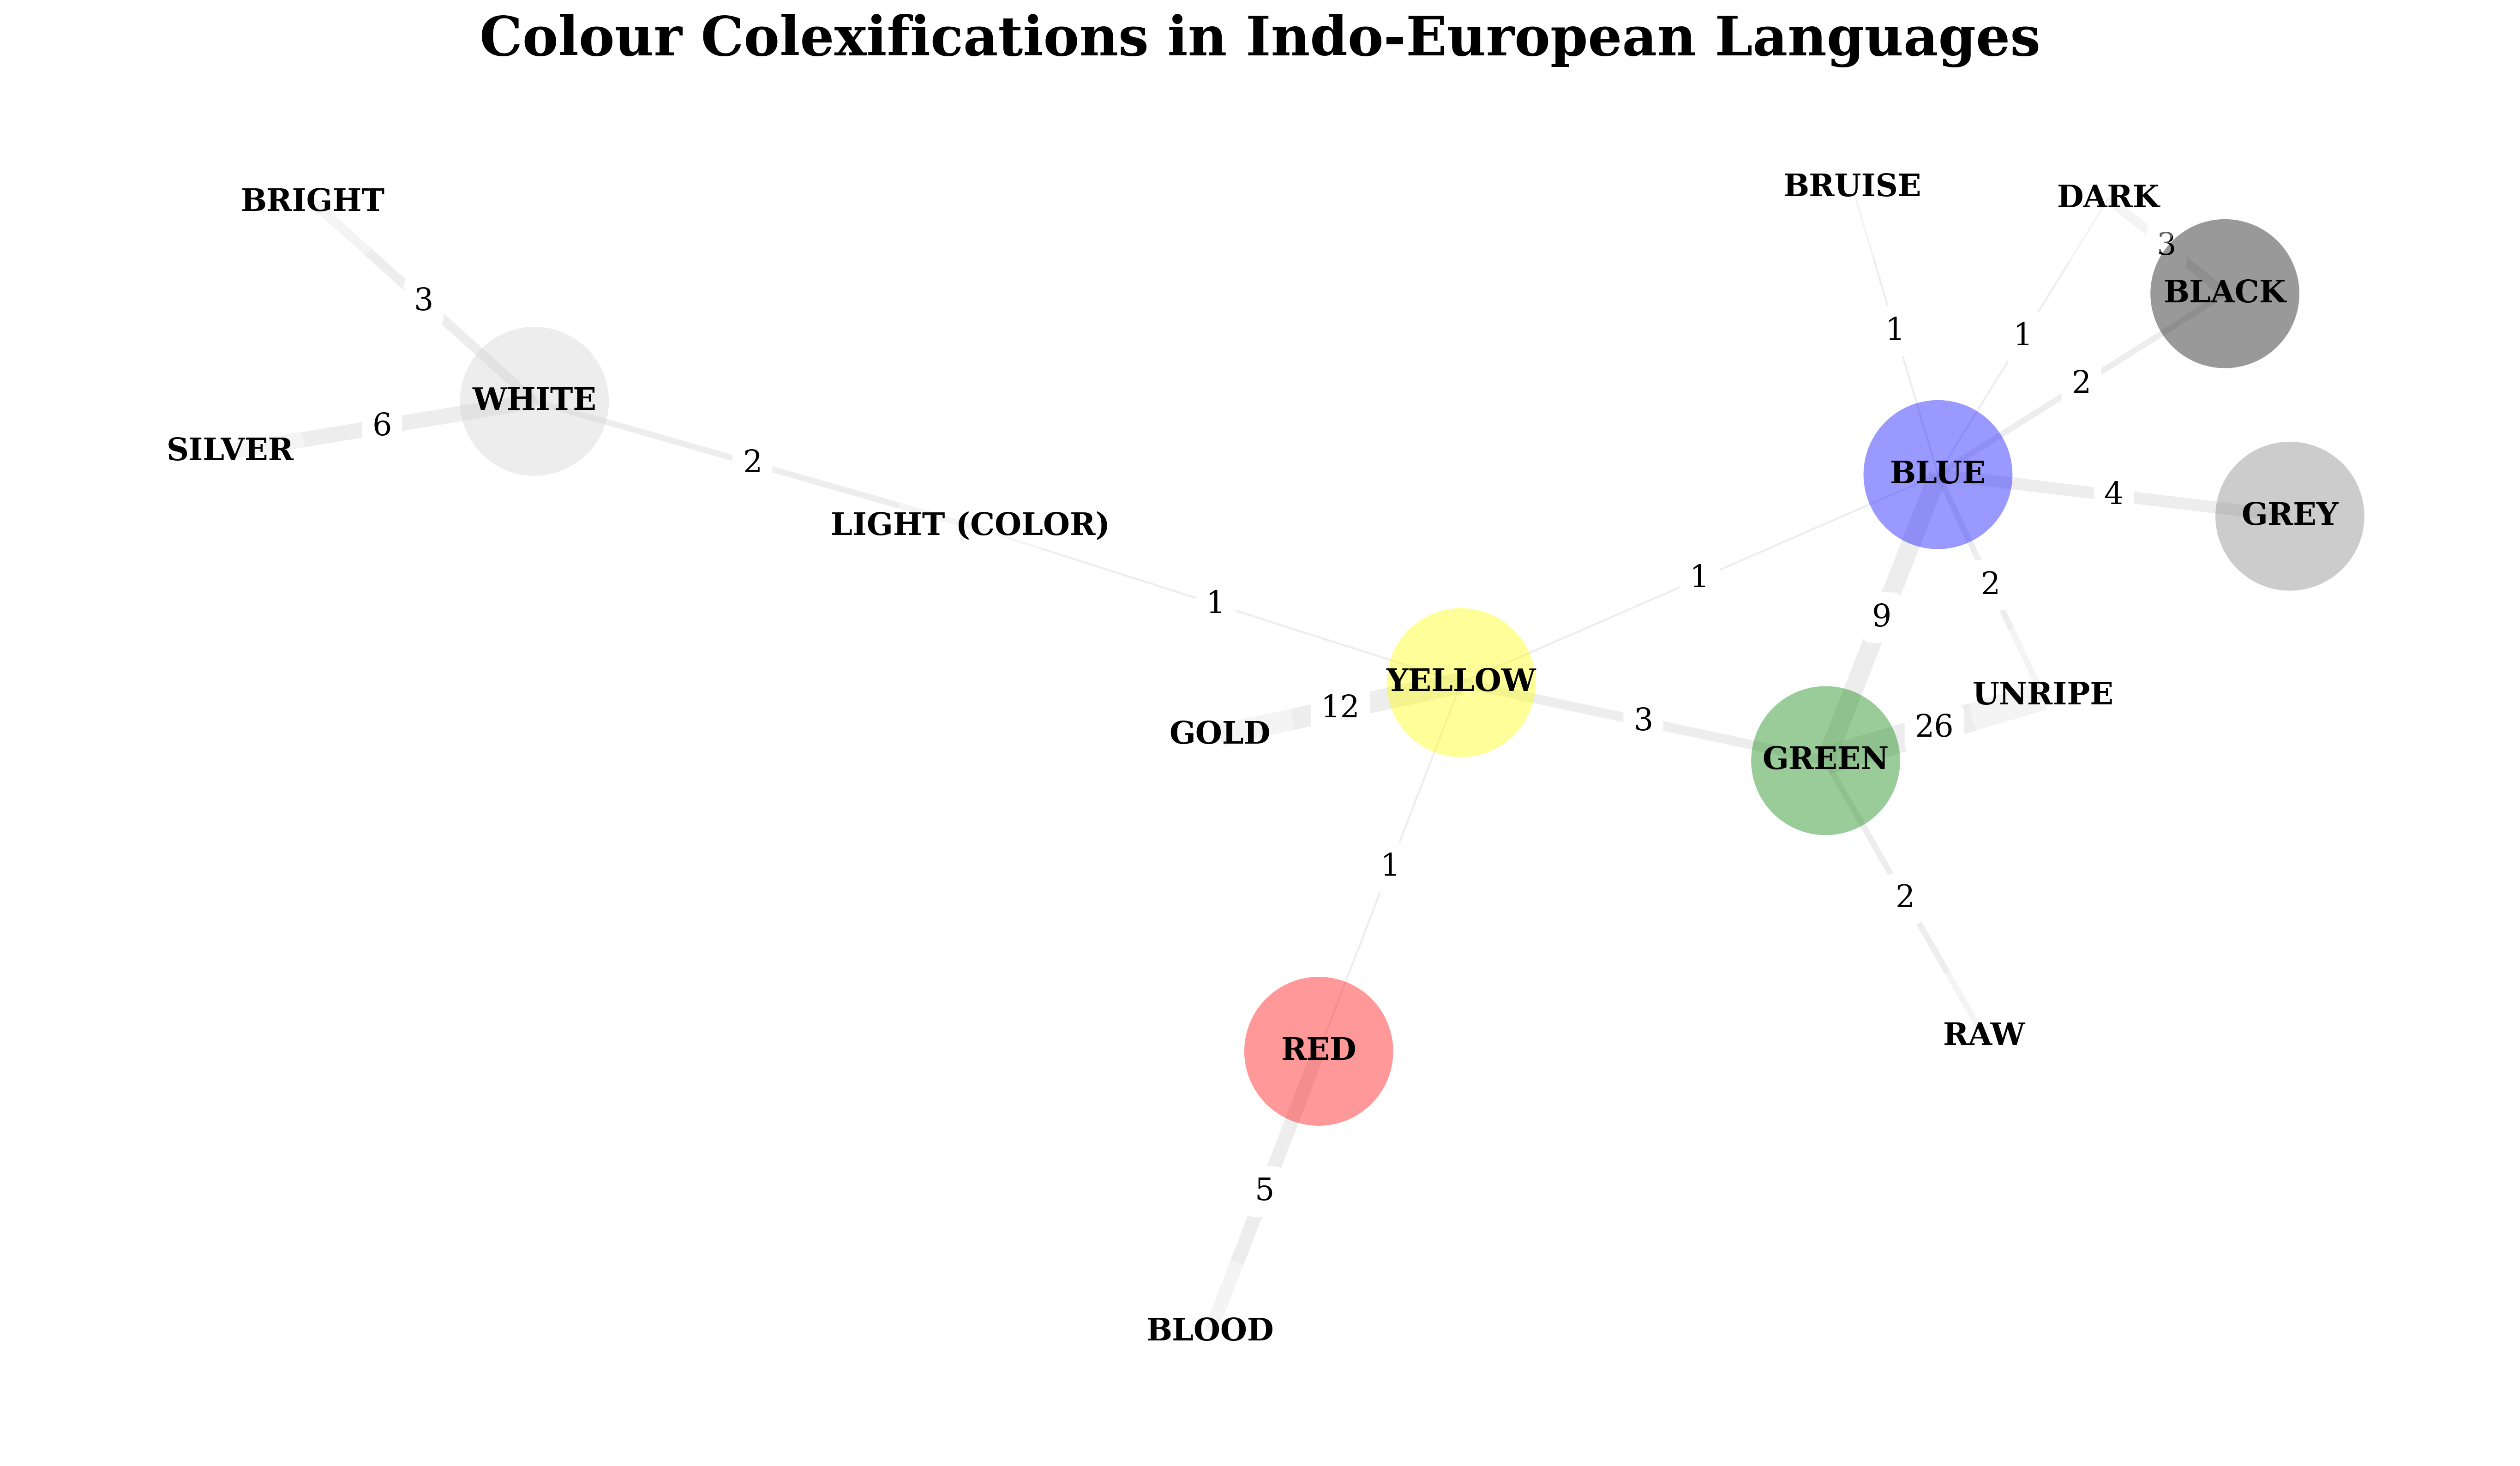 Colour Colexifications in Indo-European Languages
BRUISE
DARK
BRIGHT
3
BLACK
3
1
1
2
WHITE
6
SILVER
2
BLUE
4
GREY
LIGHT (COLOR)
1
1
2
9
YELLOW
UNRIPE
12
GOLD
3
26
GREEN
1
2
RED
RAW
5
BLOOD